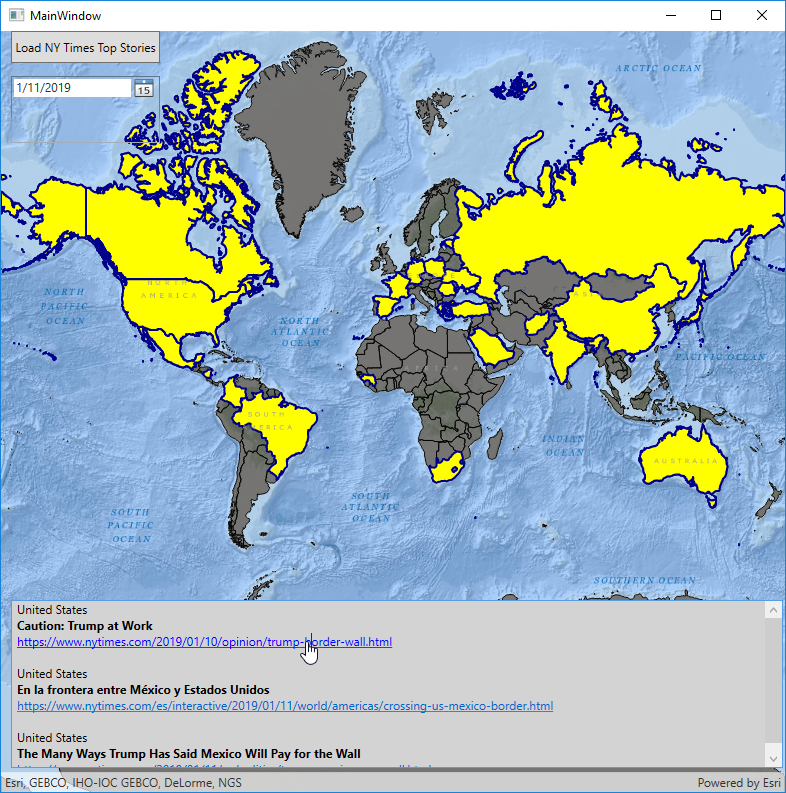 MainWindow
Load NY Times Top Stories
1/11/2019
15
ARCTIC OCEAN
NORTH
PACIFIC
OCEAN
NORTH
AMERICA
NORTH
ATLANTIC
OCEAN
PACIFIC OCEAN
SOUTH
AMERICA
INDIAN
OCEAN
AUSTRALIA
SOUTH
PACIFIC
OCEAN
SOUTH
ATLANTIC
OCEAN
SOUTHERN OCEAN
United States
Caution: Trump at Work
https://www.nytimes.com/2019/01/10/opinion/trump-border-wall.html
United States
En la frontera entre México y Estados Unidos
https://www.nytimes.com/es/interactive/2019/01/11/world/americas/crossing-us-mexico-border.html
United States
The Many Ways Trump Has Said Mexico Will Pay for the Wall
Esri, GEBCO, IHO-IOC GEBCO, DeLorme, NGS
Powered by Esri